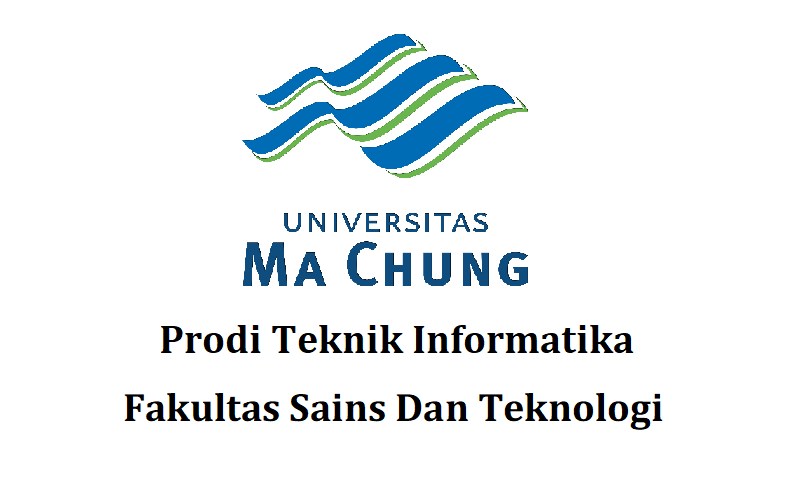 UNIVERSITAS
MA CHUNG
Prodi Teknik Informatika
Fakultas Sains Dan Teknologi